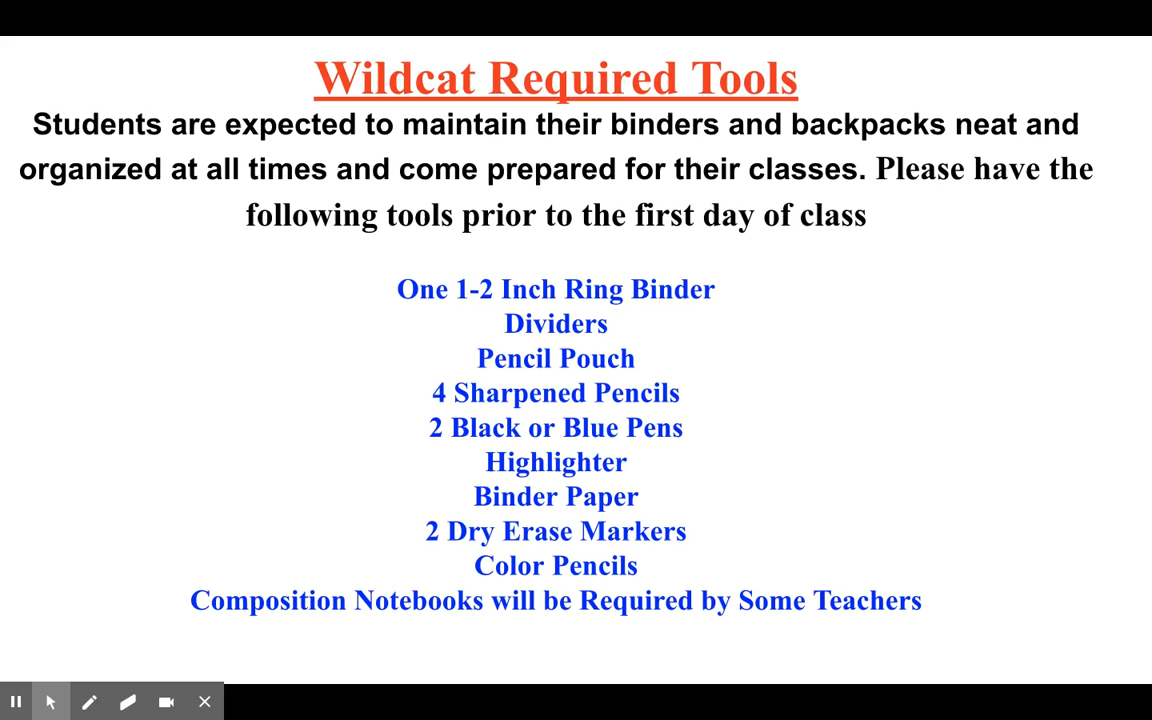 Wildcat Required Tools
Students are expected to maintain their binders and backpacks neat and
organized at all times and come prepared for their classes. Please have the
following tools prior to the first day of class
One 1-2 Inch Ring Binder
Dividers
Pencil Pouch
4 Sharpened Pencils
2 Black or Blue Pens
Highlighter
Binder Paper
2 Dry Erase Markers
Color Pencils
Composition Notebooks will be Required by Some Teachers